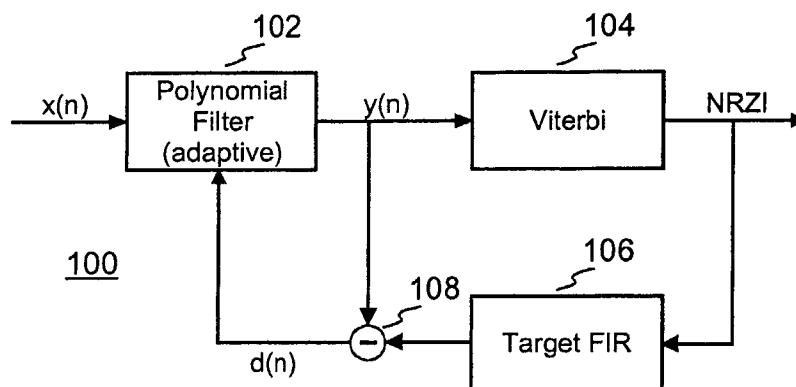 102
104
x(n)
Polynomial
Filter
(adaptive)
y(n)
Viterbi
NRZI
100
106
108
−
d(n)
Target FIR